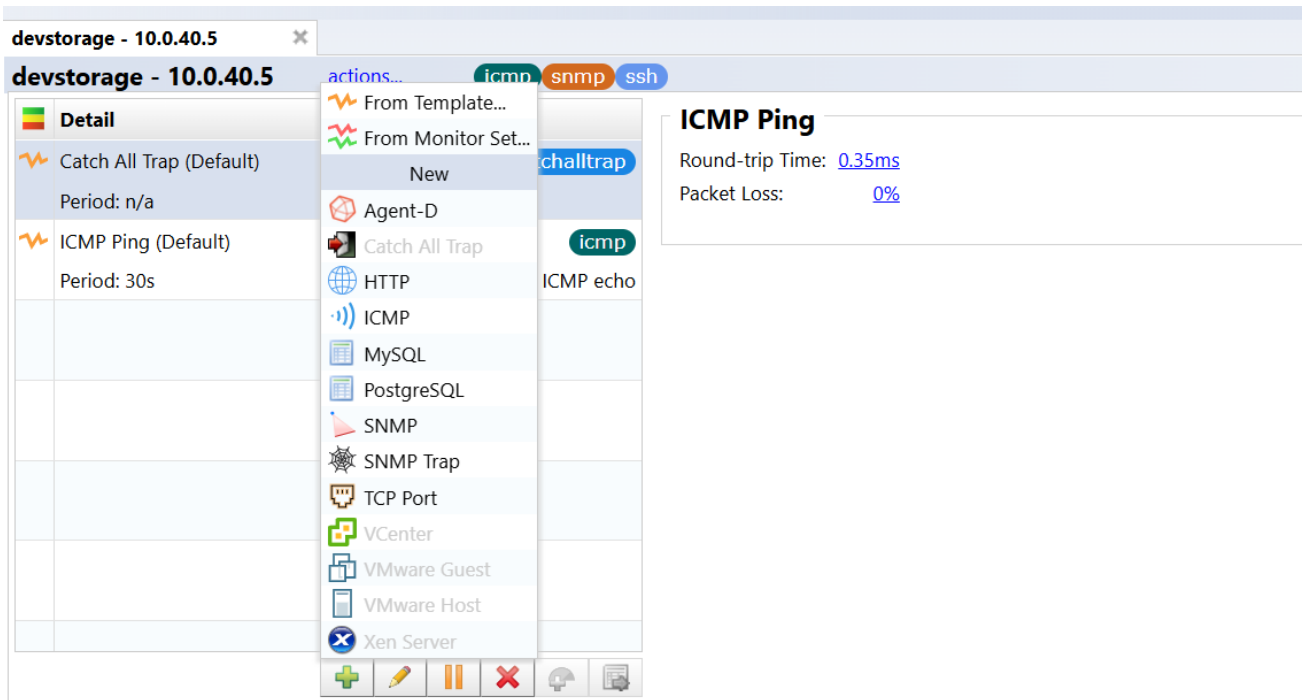 devstorage - 10.0.40.5
devstorage - 10.0.40.5 actions... icmp snmp ssh
Detail
Catch All Trap (Default) challtrap
Period: n/a
ICMP Ping (Default) icmp
Period: 30s ICMP echo
From Template...
From Monitor Set...
New
Agent-D
Catch All Trap
HTTP
ICMP
MySQL
PostgreSQL
SNMP
SNMP Trap
TCP Port
VCenter
VMware Guest
VMware Host
Xen Server
ICMP Ping
Round-trip Time: 0.35ms
Packet Loss: 0%